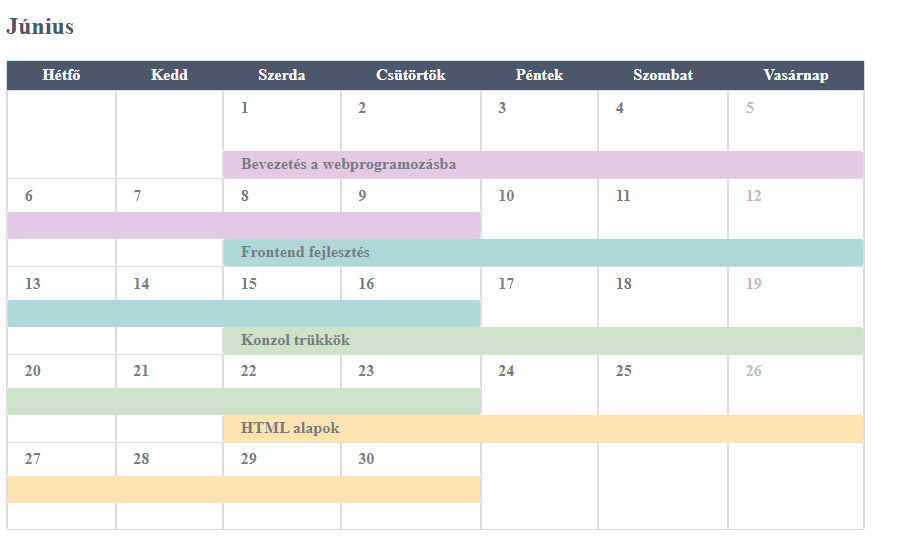 Június
Hétfő Kedd Szerda Csütörtök Péntek Szombat Vasárnap
1 2 3 4 5
Bevezetés a webprogramozásba
6 7 8 9 10 11 12
Frontend fejlesztés
13 14 15 16 17 18 19
Konzol trükkök
20 21 22 23 24 25 26
HTML alapok
27 28 29 30